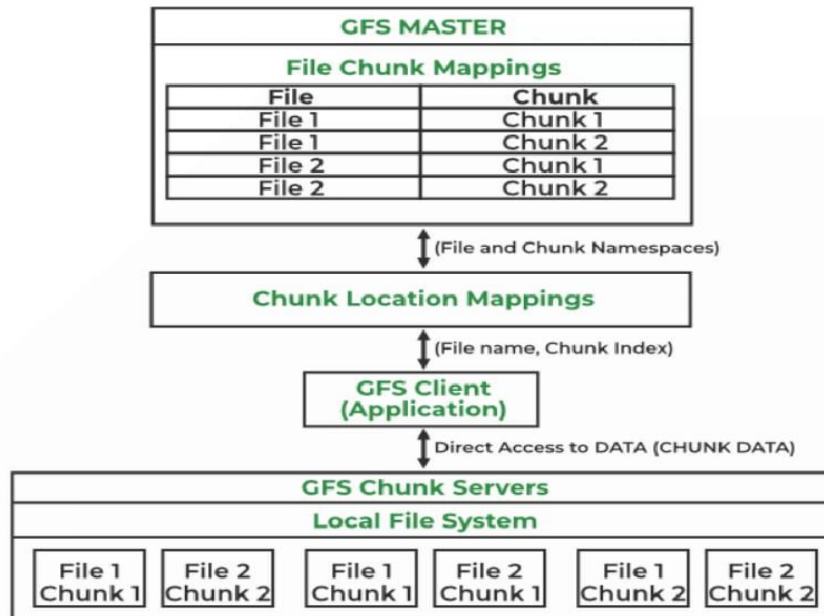 GFS MASTER
File Chunk Mappings
File Chunk
File 1 Chunk 1
File 1 Chunk 2
File 2 Chunk 1
File 2 Chunk 2
(File and Chunk Namespaces)
Chunk Location Mappings
(File name, Chunk Index)
GFS Client
(Application)
Direct Access to DATA (CHUNK DATA)
GFS Chunk Servers
Local File System
File 1 File 2 File 1 File 2 File 1 File 2
Chunk 1 Chunk 2 Chunk 1 Chunk 1 Chunk 2 Chunk 2